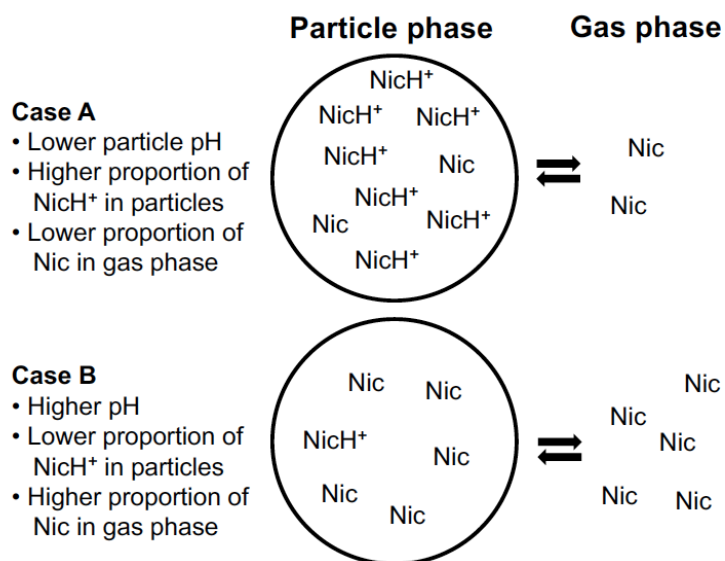 Particle phase Gas phase
Case A
• Lower particle pH
• Higher proportion of
NicH⁺ in particles
• Lower proportion of
Nic in gas phase
NicH⁺
NicH⁺ NicH⁺
NicH⁺ Nic
NicH⁺
Nic NicH⁺
NicH⁺
Nic
Nic
Case B
• Higher pH
• Lower proportion of
NicH⁺ in particles
• Higher proportion of
Nic in gas phase
Nic Nic
NicH⁺ Nic
Nic Nic
Nic
Nic
Nic
Nic Nic